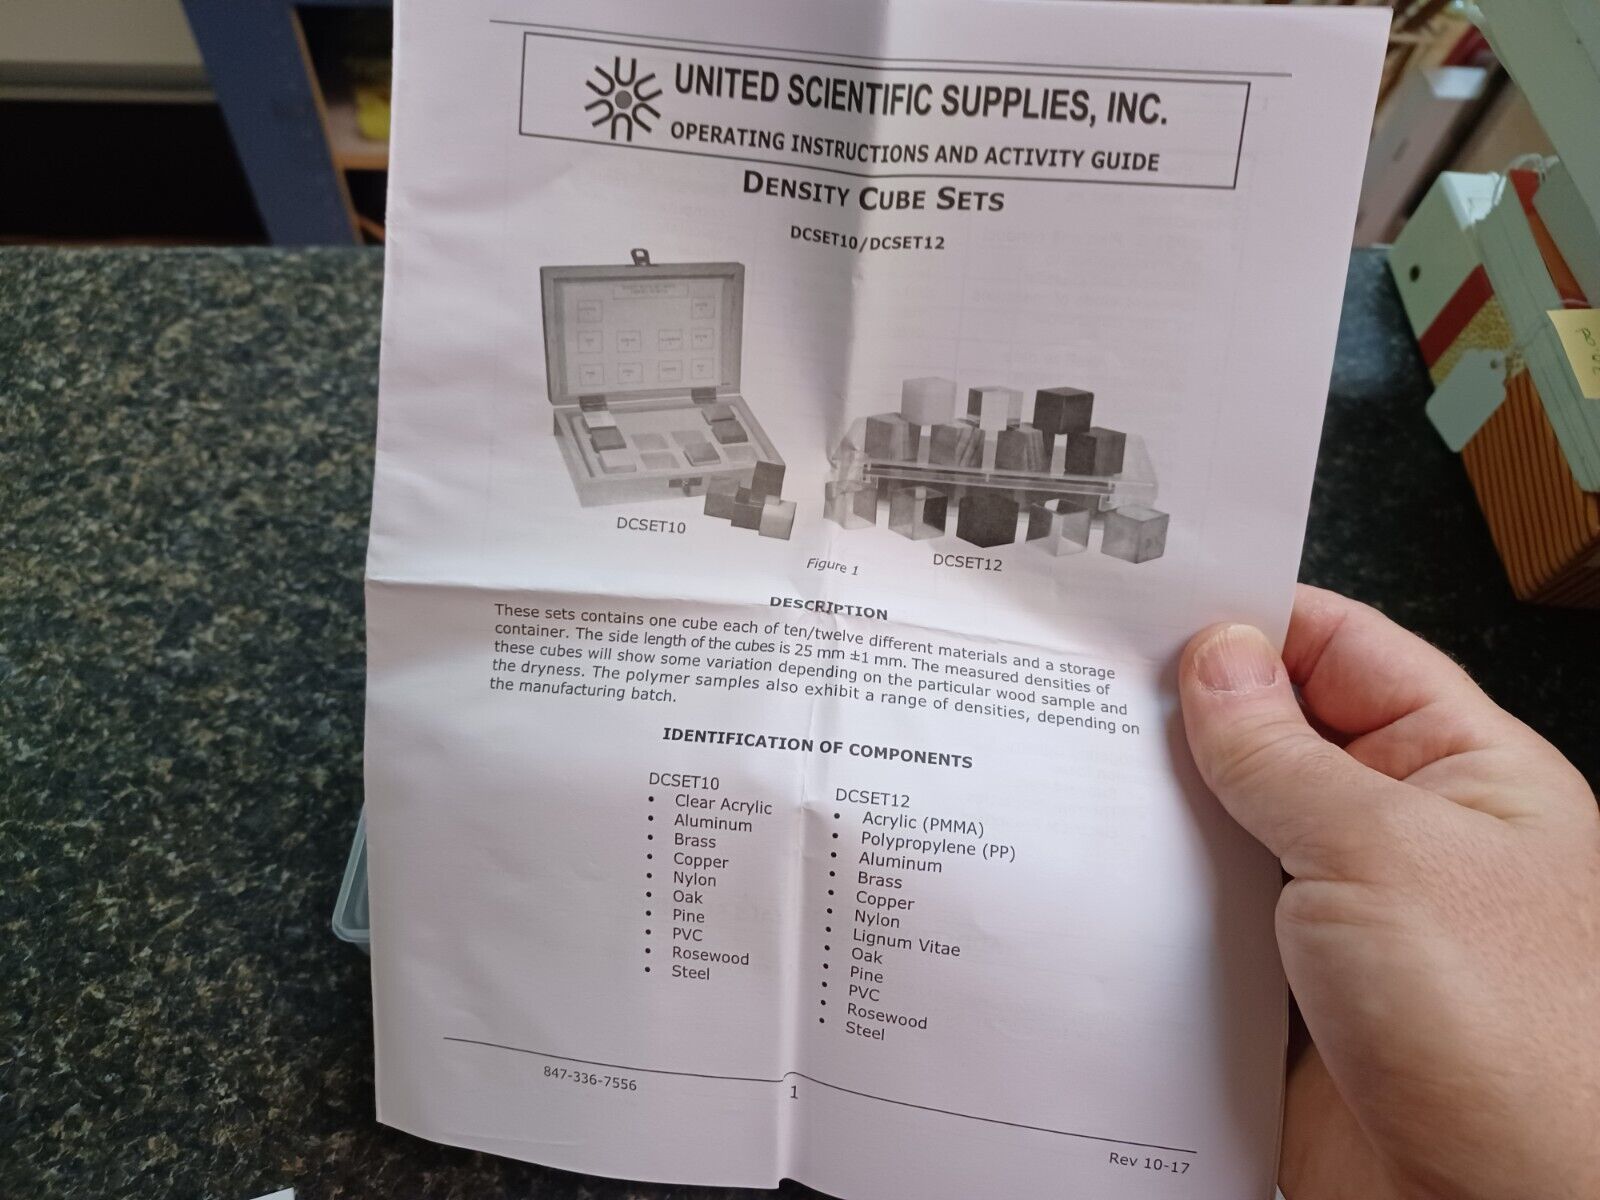 UNITED SCIENTIFIC SUPPLIES, INC.
OPERATING INSTRUCTIONS AND ACTIVITY GUIDE
DENSITY CUBE SETS
DCSET10/DCSET12
DCSET10
DCSET12
Figure 1
DESCRIPTION
These sets contains one cube each of ten/twelve different materials and a storage
container. The side length of the cubes is 25 mm ±1 mm. The measured densities of
these cubes will show some variation depending on the particular wood sample and
the dryness. The polymer samples also exhibit a range of densities, depending on
the manufacturing batch.
IDENTIFICATION OF COMPONENTS
DCSET10
• Clear Acrylic
• Aluminum
• Brass
• Copper
• Nylon
• Oak
• Pine
• PVC
• Rosewood
• Steel
DCSET12
• Acrylic (PMMA)
• Polypropylene (PP)
• Aluminum
• Brass
• Copper
• Nylon
• Lignum Vitae
• Oak
• Pine
• PVC
• Rosewood
• Steel
847-336-7556
1
Rev 10-17